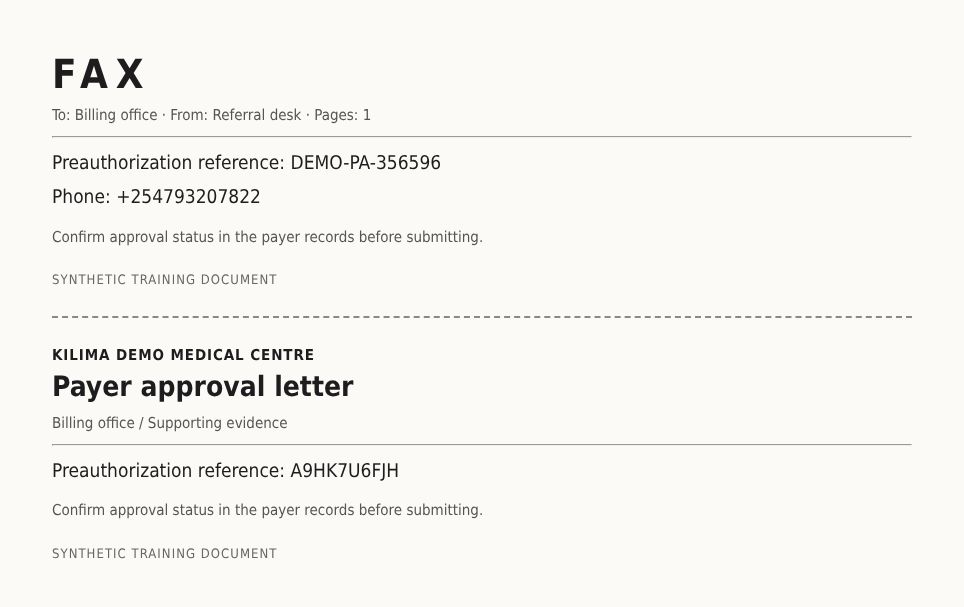 FAX
To: Billing office · From: Referral desk · Pages: 1
Preauthorization reference: DEMO-PA-356596
Phone: +254793207822
Confirm approval status in the payer records before submitting.
SYNTHETIC TRAINING DOCUMENT
KILIMA DEMO MEDICAL CENTRE
Payer approval letter
Billing office / Supporting evidence
Preauthorization reference: A9HK7U6FJH
Confirm approval status in the payer records before submitting.
SYNTHETIC TRAINING DOCUMENT